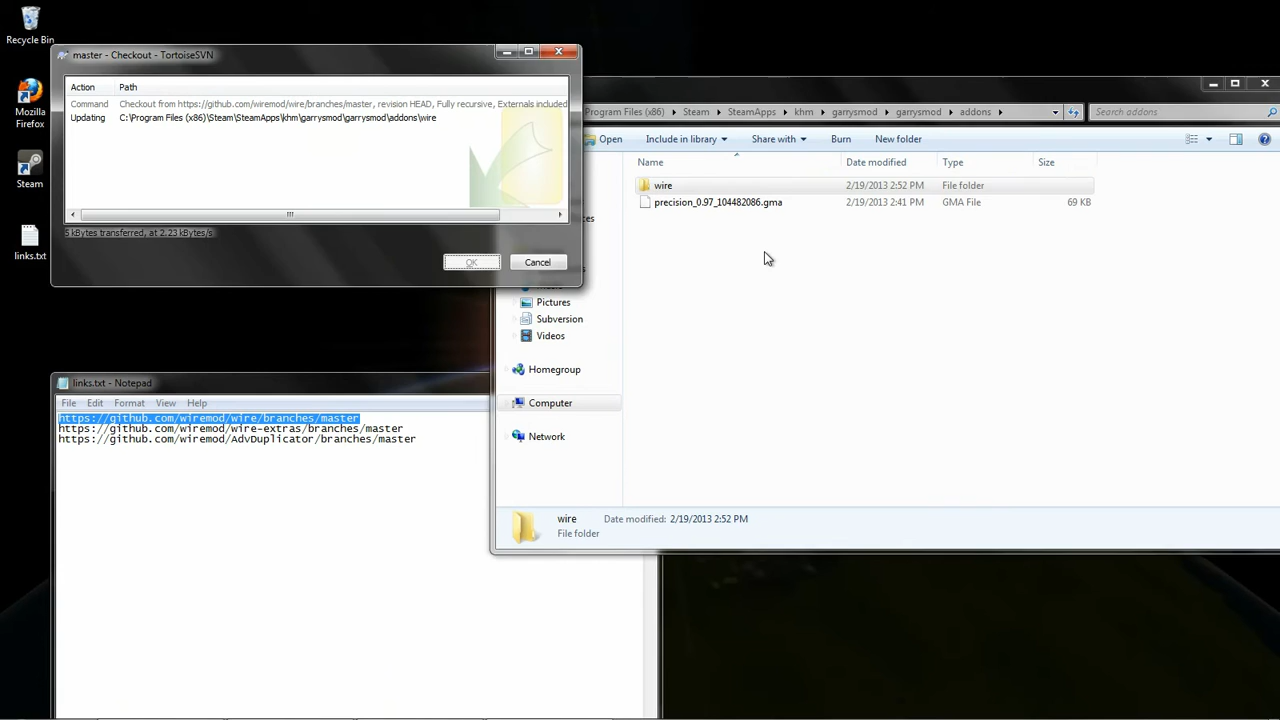 Recycle Bin
Mozilla
Firefox
Steam
links.txt
master - Checkout - TortoiseSVN
Action Path
Command Checkout from https://github.com/wiremod/wire/branches/master, revision HEAD, Fully recursive, Externals included
Updating C:\Program Files (x86)\Steam\SteamApps\khm\garrysmod\garrysmod\addons\wire
5 kBytes transferred, at 2.23 kBytes/s
OK Cancel
Program Files (x86) Steam SteamApps khm garrysmod garrysmod addons Search addons
Open Include in library Share with Burn New folder
Name Date modified Type Size
wire 2/19/2013 2:52 PM File folder
precision_0.97_104482086.gma 2/19/2013 2:41 PM GMA File 69 KB
Pictures
Subversion
Videos
Homegroup
Computer
Network
wire Date modified: 2/19/2013 2:52 PM
File folder
links.txt - Notepad
File Edit Format View Help
https://github.com/wiremod/wire/branches/master
https://github.com/wiremod/wire-extras/branches/master
https://github.com/wiremod/AdvDuplicator/branches/master